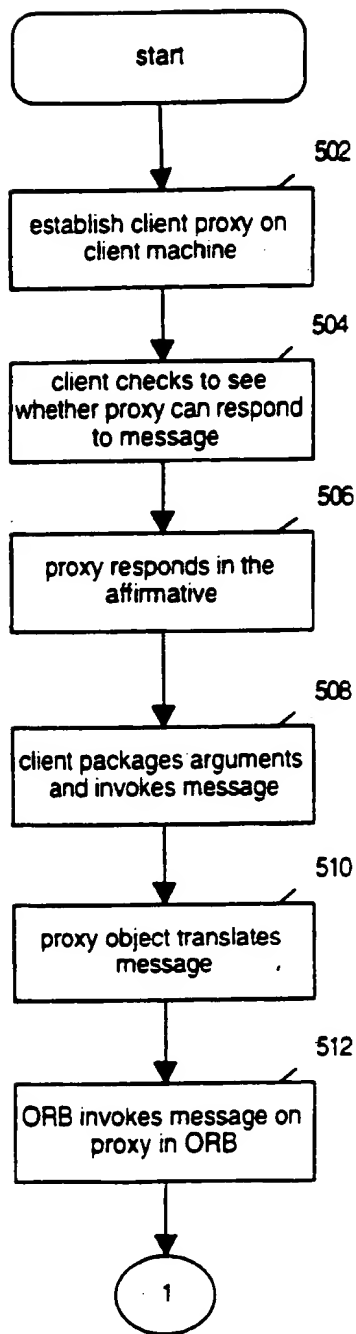 start
502
establish client proxy on
client machine
504
client checks to see
whether proxy can respond
to message
506
proxy responds in the
affirmative
508
client packages arguments
and invokes message
510
proxy object translates
message
512
ORB invokes message on
proxy in ORB
1